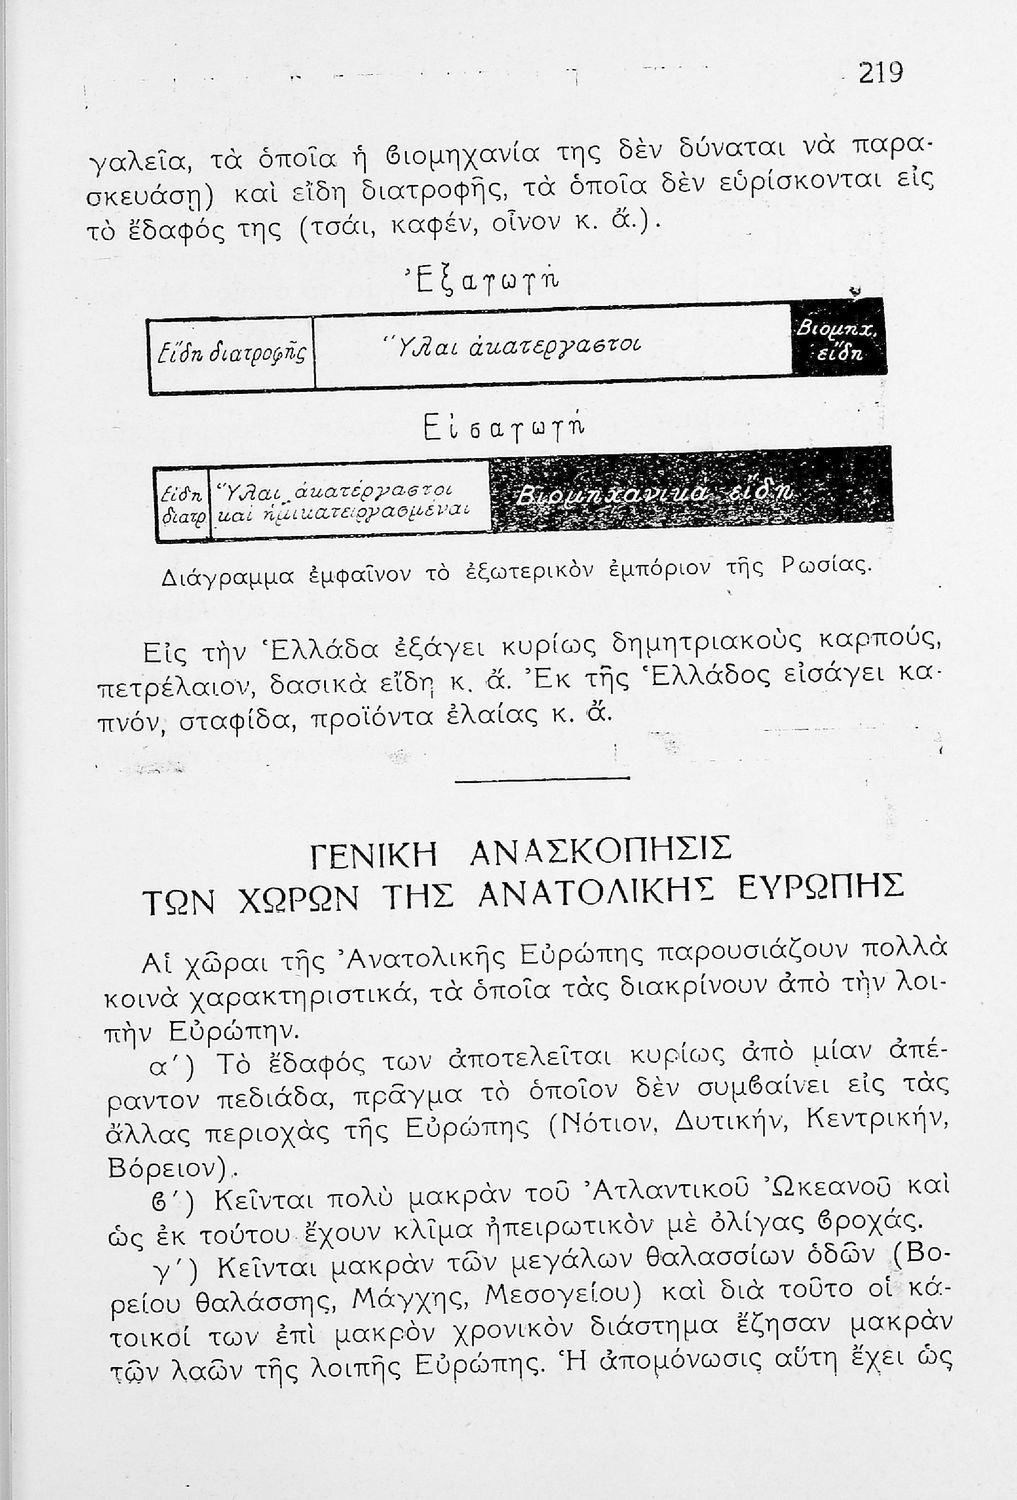 219
γαλεῖα, τὰ ὁποῖα ἡ βιομηχανία της δὲν δύναται νὰ παρα-
σκευάσῃ) καὶ εἴδη διατροφῆς, τὰ ὁποῖα δὲν εὑρίσκονται εἰς
τὸ ἔδαφός της (τσάι, καφέν, οἶνον κ. ἄ.).
Ἐξαγωγή
Εἴδη διατροφῆς
Ὕλαι ἀκατεργαστοι
Βιομηχ.
εἴδη
Εἰσαγωγή
Εἴδη
διατρ
Ὕλαι ἀκατέργαστοι
καὶ ἡμικατειργασμέναι
Βιομηχανικά εἴδη
Διάγραμμα ἐμφαῖνον τὸ ἐξωτερικὸν ἐμπόριον τῆς Ρωσίας.
Εἰς τὴν Ἑλλάδα ἐξάγει κυρίως δημητριακοὺς καρπούς,
πετρέλαιον, δασικὰ εἴδη κ. ἄ. Ἐκ τῆς Ἑλλάδος εἰσάγει κα-
πνόν, σταφίδα, προϊόντα ἐλαίας κ. ἄ.
ΓΕΝΙΚΗ ΑΝΑΣΚΟΠΗΣΙΣ
ΤΩΝ ΧΩΡΩΝ ΤΗΣ ΑΝΑΤΟΛΙΚΗΣ ΕΥΡΩΠΗΣ
Αἱ χῶραι τῆς Ἀνατολικῆς Εὐρώπης παρουσιάζουν πολλὰ
κοινὰ χαρακτηριστικά, τὰ ὁποῖα τὰς διακρίνουν ἀπὸ τὴν λοι-
πὴν Εὐρώπην.
α´) Τὸ ἔδαφός των ἀποτελεῖται κυρίως ἀπὸ μίαν ἀπέ-
ραντον πεδιάδα, πρᾶγμα τὸ ὁποῖον δὲν συμβαίνει εἰς τὰς
ἄλλας περιοχὰς τῆς Εὐρώπης (Νότιον, Δυτικήν, Κεντρικήν,
Βόρειον).
β´) Κεῖνται πολὺ μακρὰν τοῦ Ἀτλαντικοῦ Ὠκεανοῦ καὶ
ὡς ἐκ τούτου ἔχουν κλῖμα ἠπειρωτικὸν μὲ ὀλίγας βροχάς.
γ´) Κεῖνται μακρὰν τῶν μεγάλων θαλασσίων ὁδῶν (Βο-
ρείου θαλάσσης, Μάγχης, Μεσογείου) καὶ διὰ τοῦτο οἱ κά-
τοικοί των ἐπὶ μακρὸν χρονικὸν διάστημα ἔζησαν μακρὰν
τῶν λαῶν τῆς λοιπῆς Εὐρώπης. Ἡ ἀπομόνωσις αὕτη ἔχει ὡς